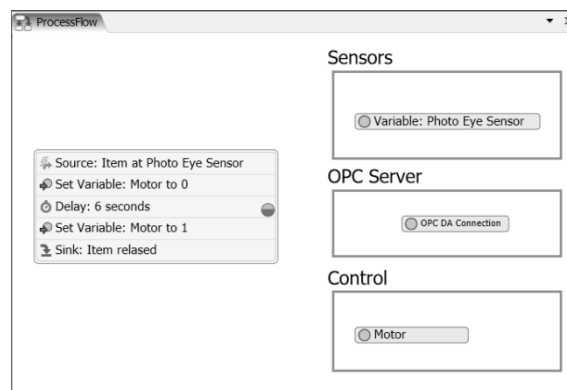 ProcessFlow
Source: Item at Photo Eye Sensor
Set Variable: Motor to 0
Delay: 6 seconds
Set Variable: Motor to 1
Sink: Item relased
Sensors
Variable: Photo Eye Sensor
OPC Server
OPC DA Connection
Control
Motor